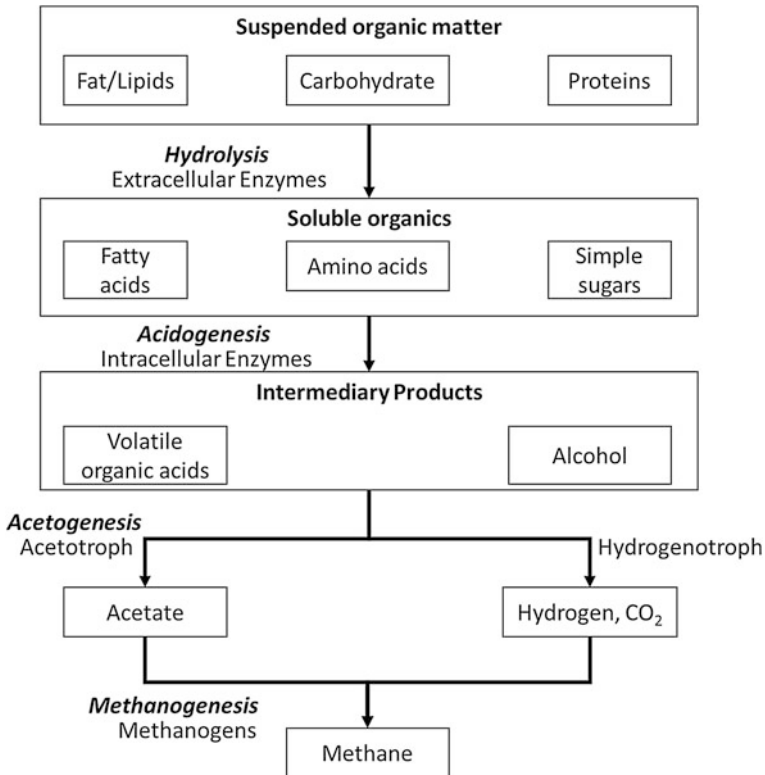 Suspended organic matter
Fat/Lipids
Carbohydrate
Proteins
Hydrolysis
Extracellular Enzymes
Soluble organics
Fatty
acids
Amino acids
Simple
sugars
Acidogenesis
Intracellular Enzymes
Intermediary Products
Volatile
organic acids
Alcohol
Acetogenesis
Acetotroph
Hydrogenotroph
Acetate
Hydrogen, CO₂
Methanogenesis
Methanogens
Methane